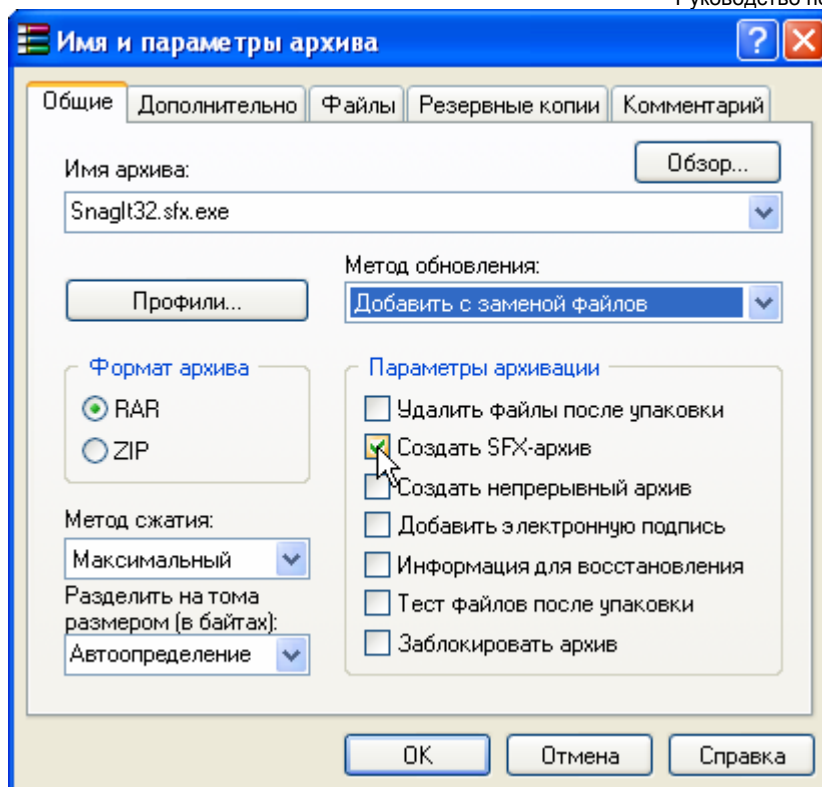 Руководство по
Имя и параметры архива
Общие Дополнительно Файлы Резервные копии Комментарий
Имя архива:
Обзор...
SnagIt32.sfx.exe
Метод обновления:
Профили...
Добавить с заменой файлов
Формат архива
RAR
ZIP
Параметры архивации
Удалить файлы после упаковки
Создать SFX-архив
Создать непрерывный архив
Добавить электронную подпись
Информация для восстановления
Тест файлов после упаковки
Заблокировать архив
Метод сжатия:
Максимальный
Разделить на тома
размером (в байтах):
Автоопределение
OK Отмена Справка